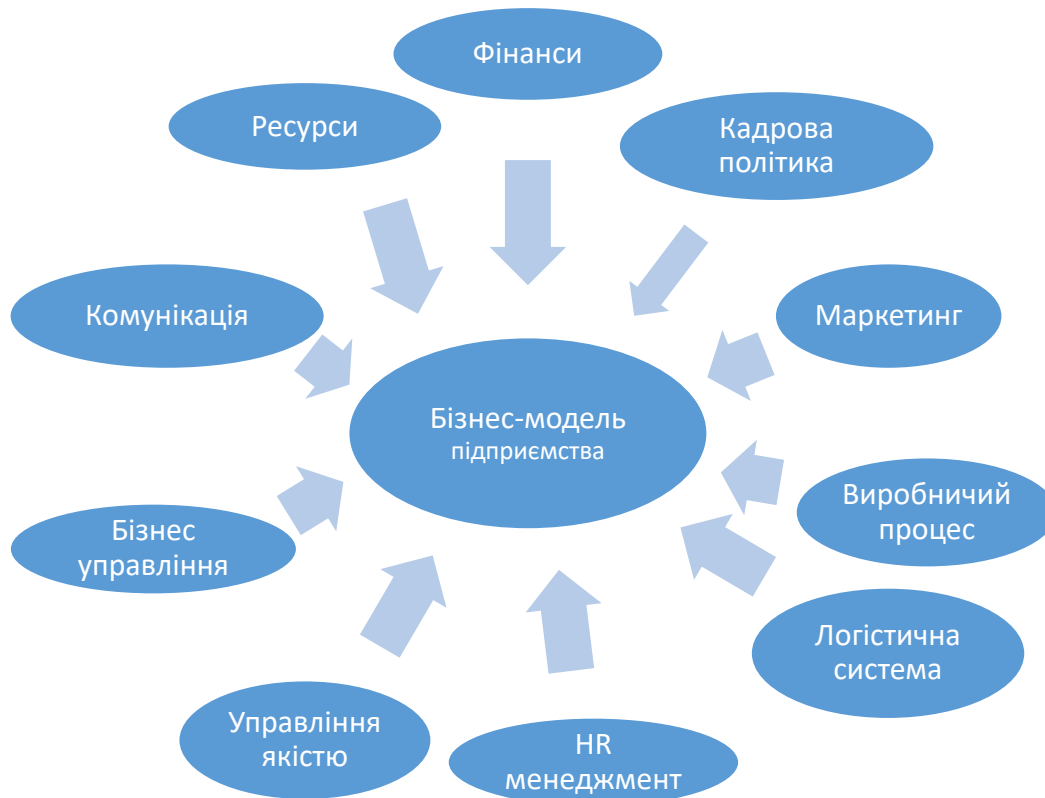 Фінанси
Ресурси
Кадрова
політика
Комунікація
Маркетинг
Бізнес-модель
підприємства
Виробничий
процес
Бізнес
управління
Логістична
система
Управління
якістю
HR
менеджмент